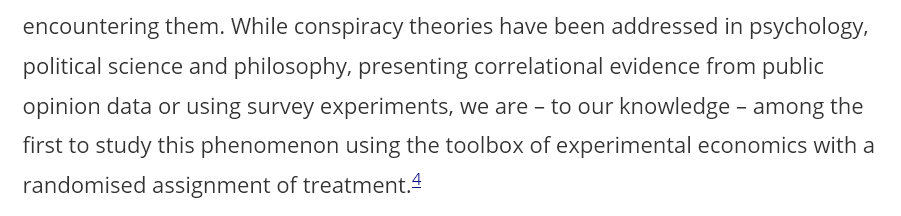 encountering them. While conspiracy theories have been addressed in psychology,
political science and philosophy, presenting correlational evidence from public
opinion data or using survey experiments, we are – to our knowledge – among the
first to study this phenomenon using the toolbox of experimental economics with a
randomised assignment of treatment.4